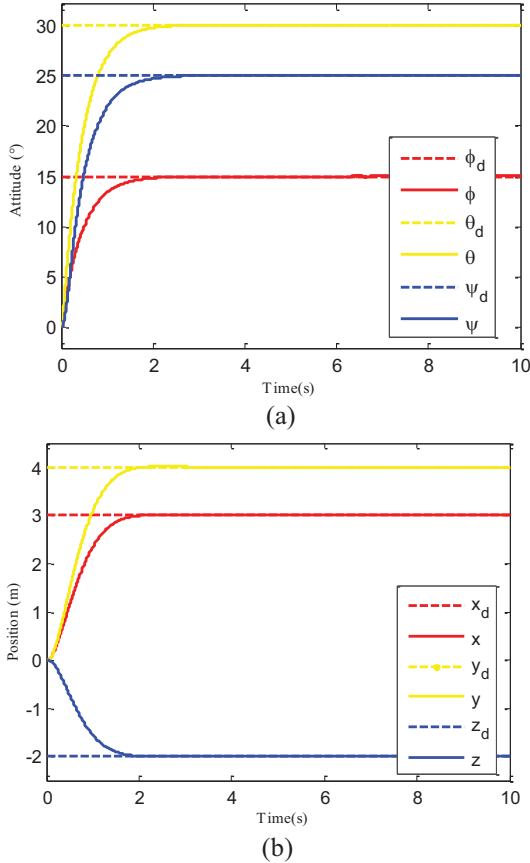 30
25
20
15
10
5
0
Attitude (°)
ϕd
ϕ
θd
θ
ψd
ψ
0 2 4 6 8 10
Time(s)
(a)
4
3
2
1
0
-1
-2
Position (m)
xd
x
yd
y
zd
z
0 2 4 6 8 10
Time(s)
(b)